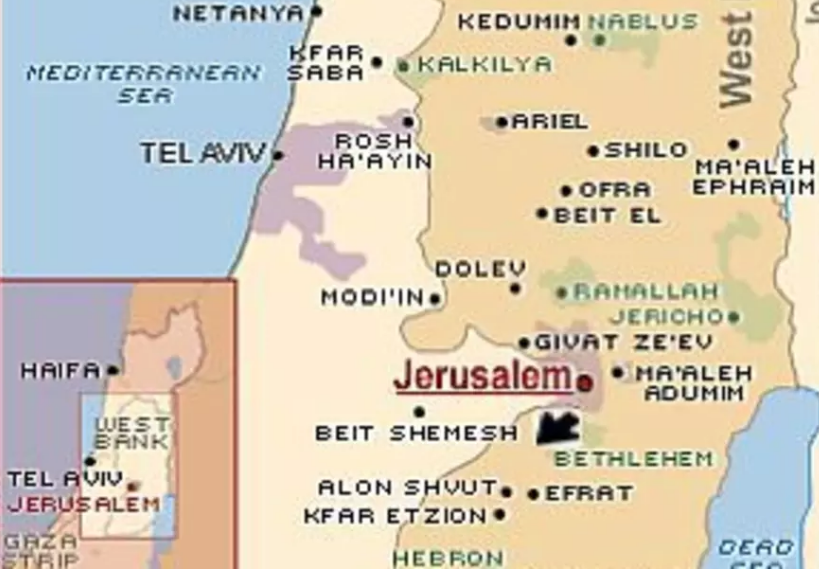 NETANYA
KEDUMIM NABLUS
KFAR
SABA
KALKILYA
West
MEDITERRANEAN
SEA
ARIEL
ROSH
HA'AYIN
TEL AVIV
SHILO
MA'ALEH
EPHRAIM
OFRA
BEIT EL
DOLEV
MODI'IN
RAMALLAH
JERICHO
GIVAT ZE'EV
Jerusalem
MA'ALEH
ADUMIM
BEIT SHEMESH
BETHLEHEM
ALON SHVUT
EFRAT
KFAR ETZION
HEBRON
DEAD
SEA
HAIFA
WEST
BANK
TEL AVIV
JERUSALEM
GAZA
STRIP